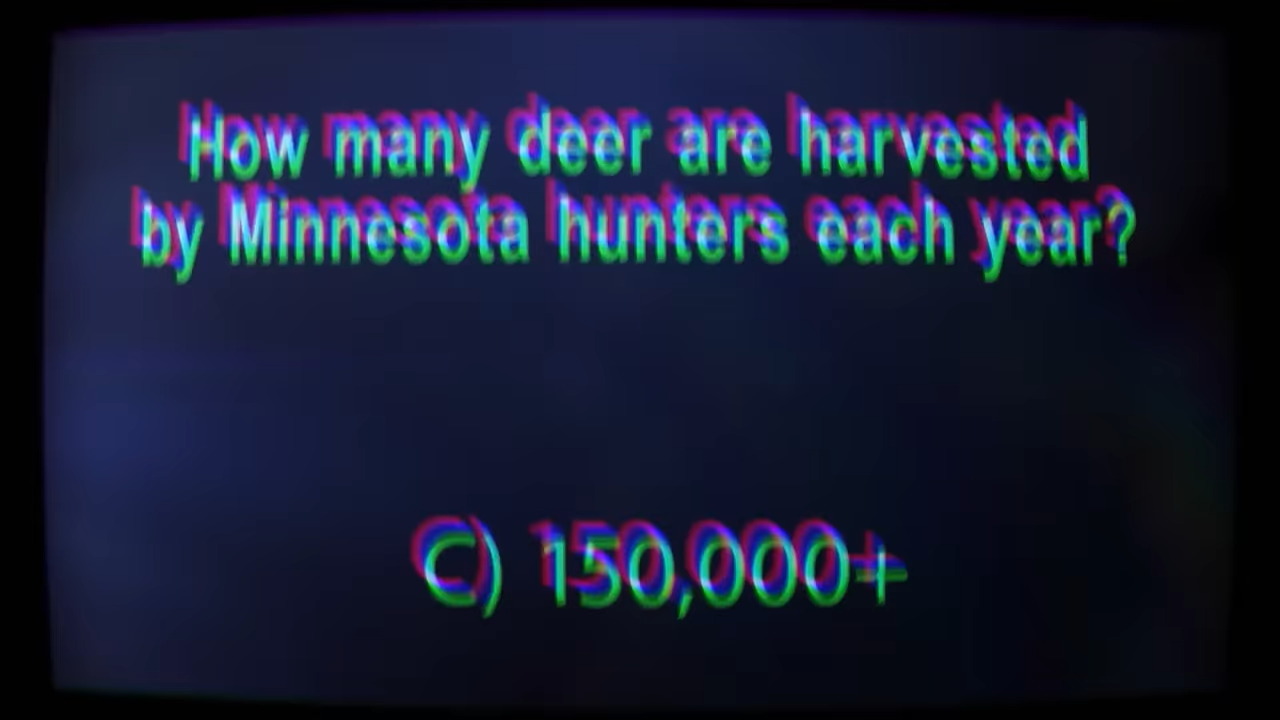 How many deer are harvested
by Minnesota hunters each year?
C) 150,000+